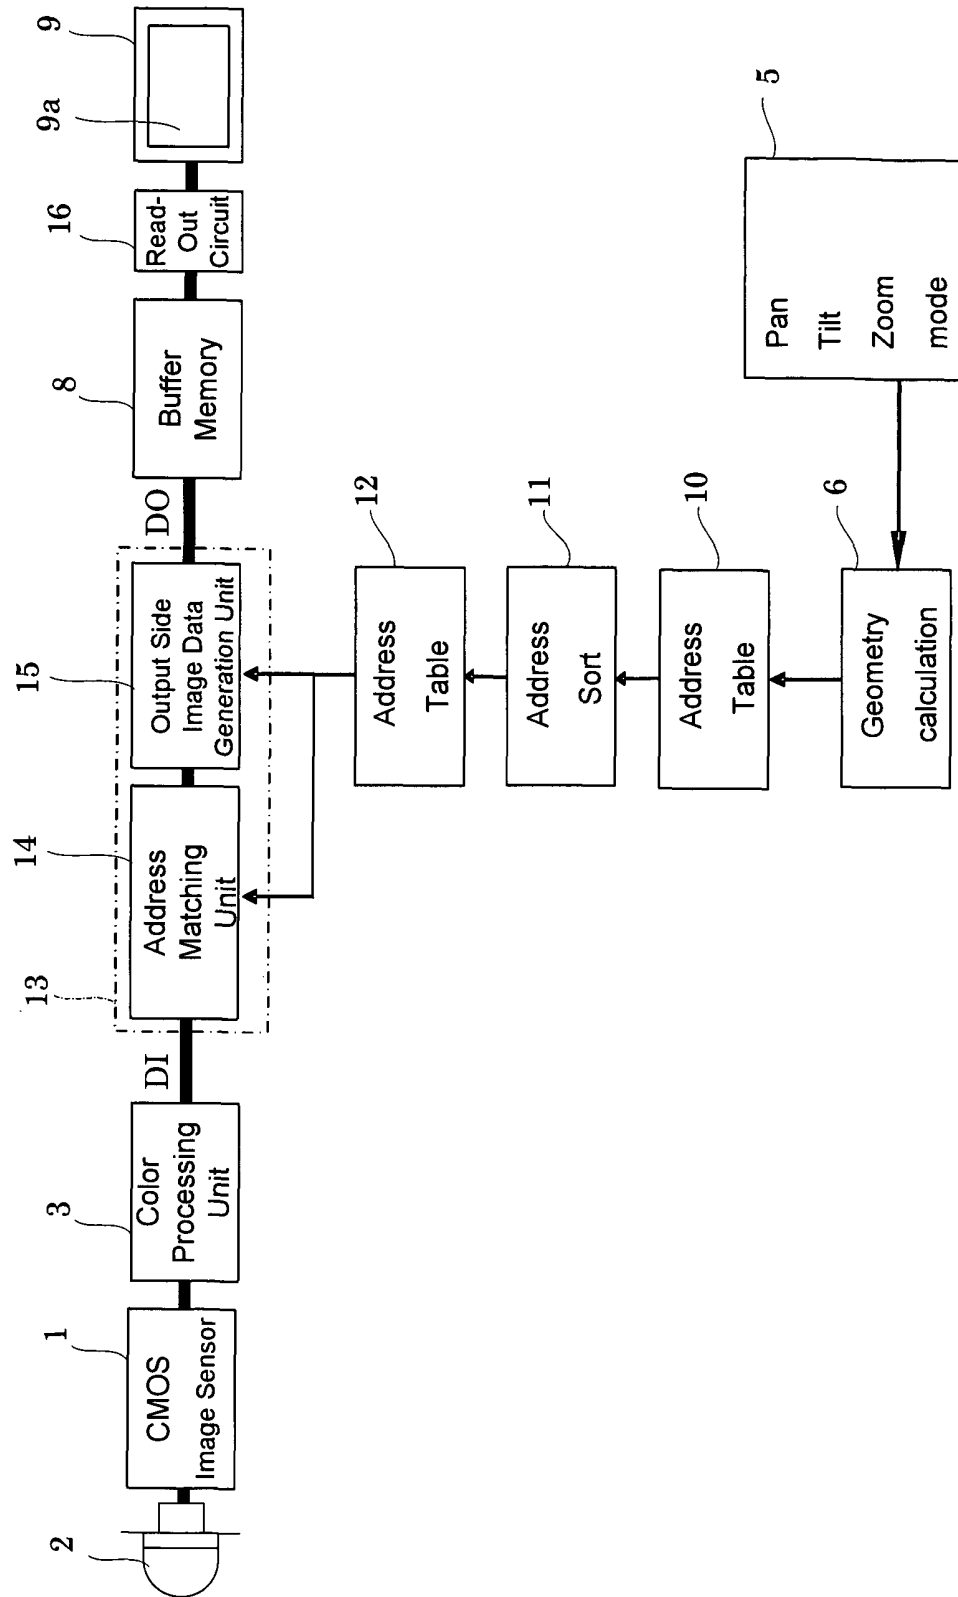 2
1
CMOS
Image Sensor
3
Color
Processing
Unit
DI
13
14
Address
Matching
Unit
15
Output Side
Image Data
Generation Unit
DO
8
Buffer
Memory
16
Read-
Out
Circuit
9a
9
12
Address
Table
11
Address
Sort
10
Address
Table
6
Geometry
calculation
5
Pan
Tilt
Zoom
mode